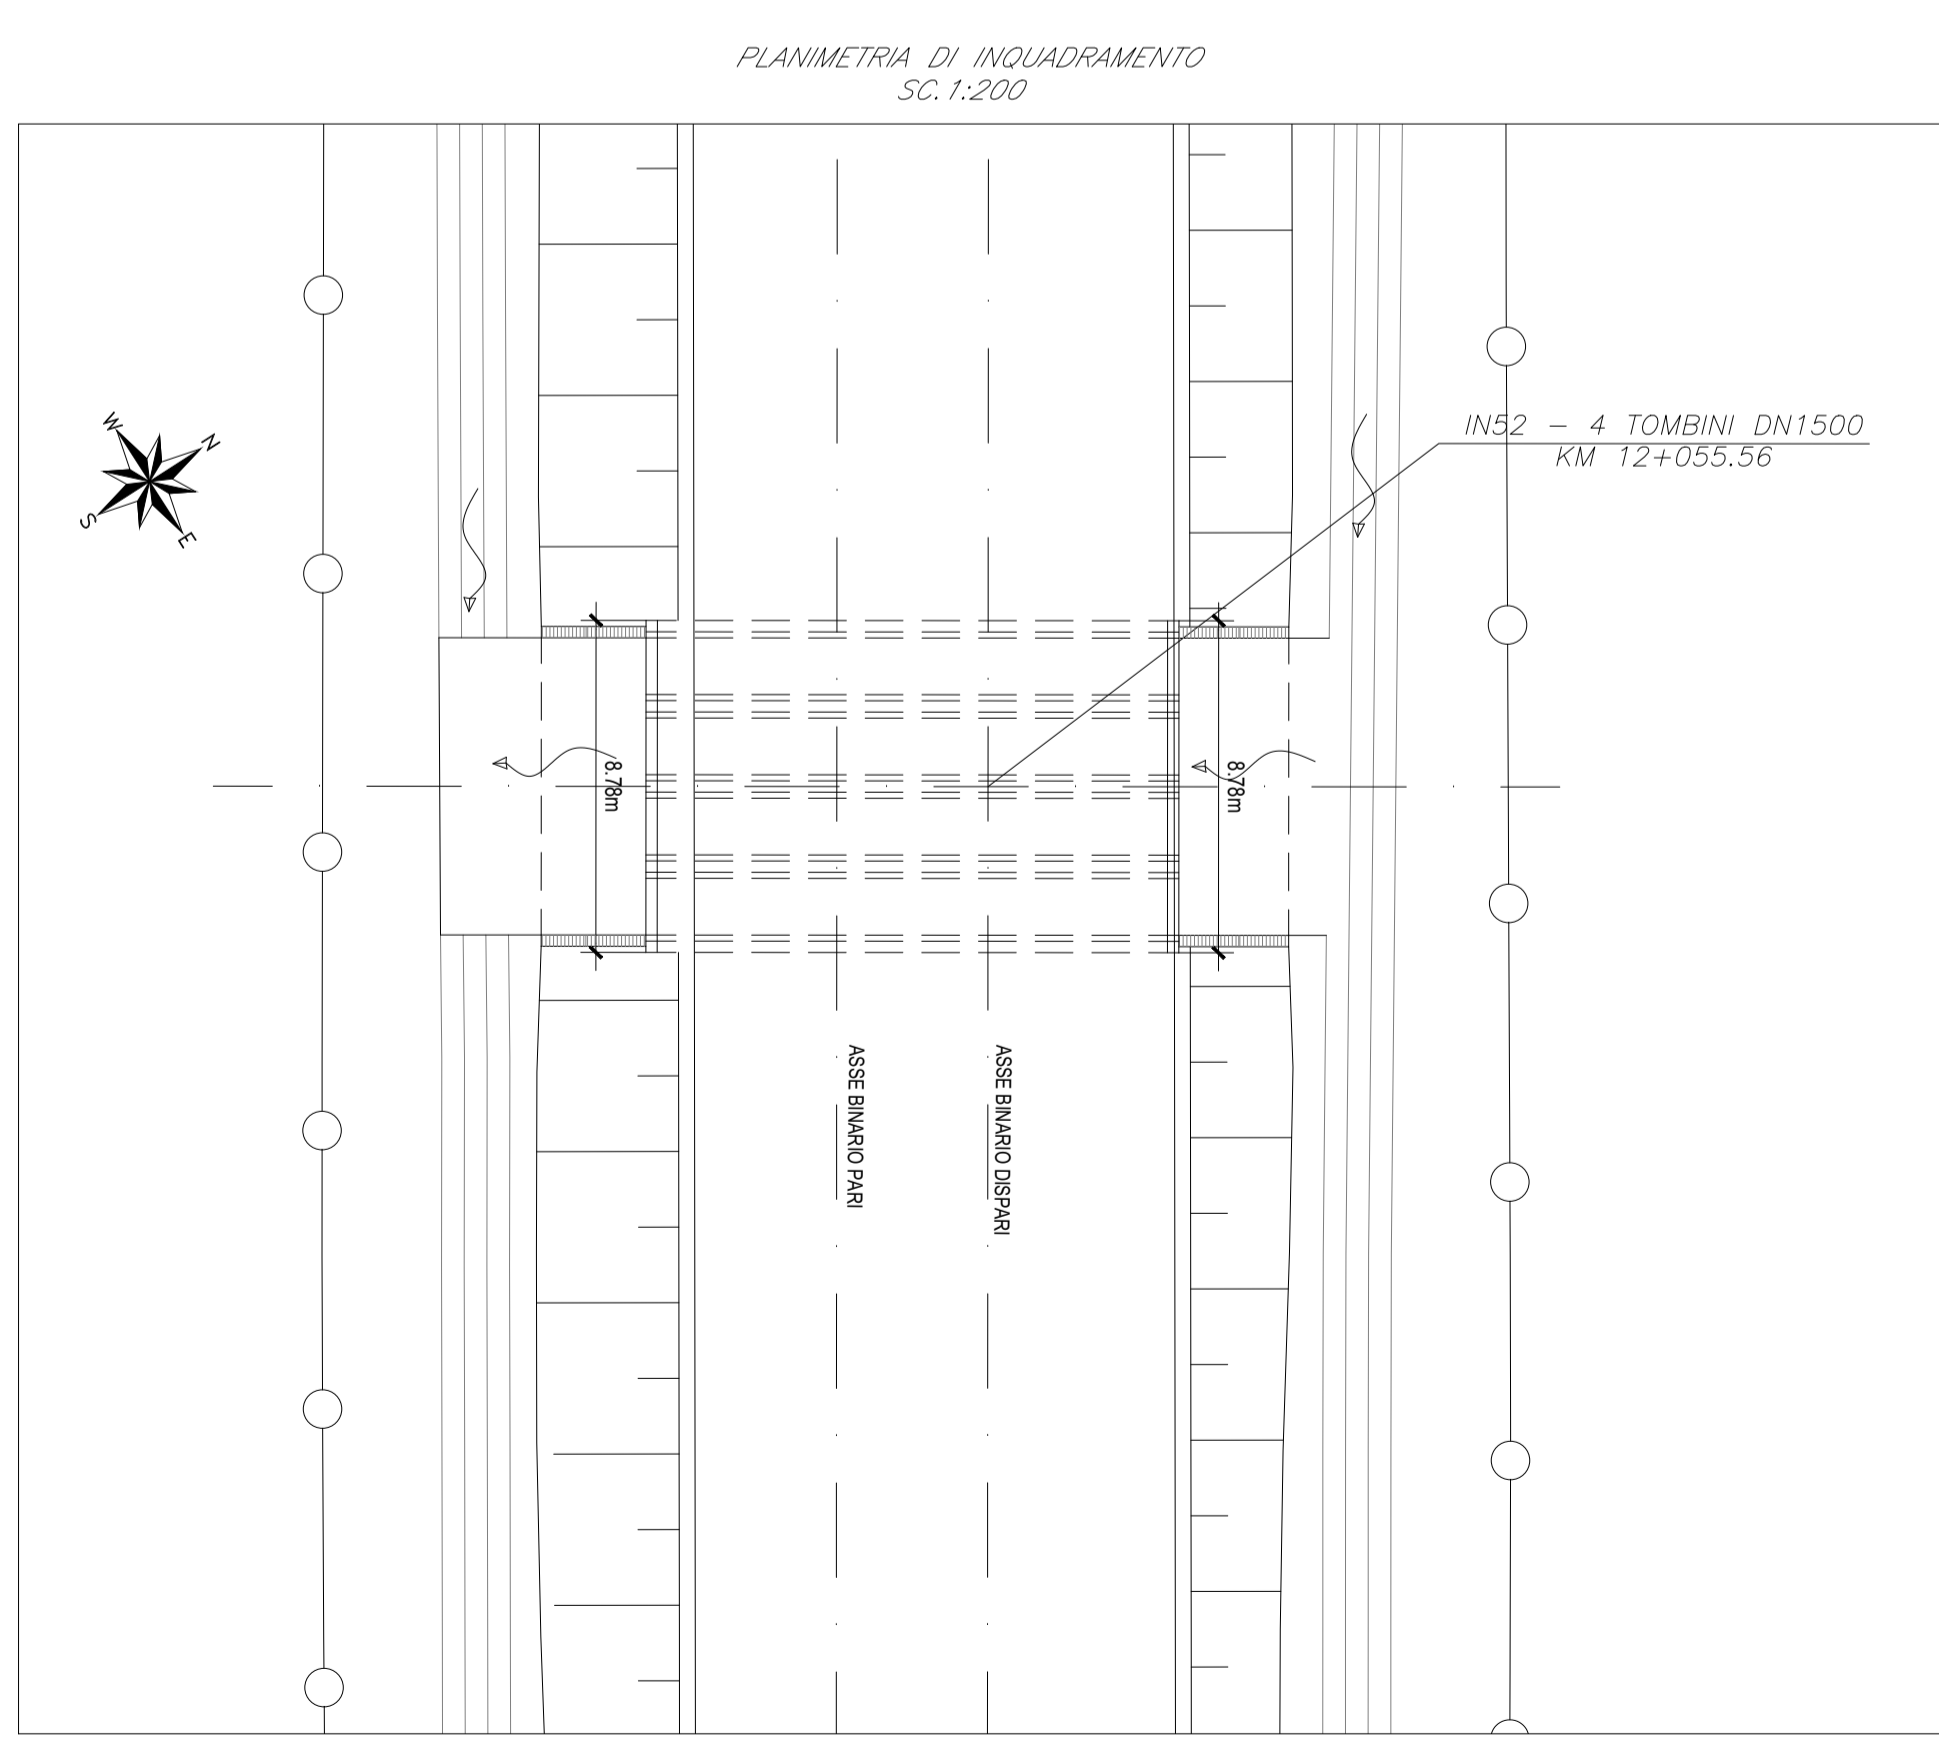 PLANIMETRIA DI INQUADRAMENTO
SC.1:200
IN52 - 4 TOMBINI DN1500
KM 12+055.56
W
N
S
E
8.78m
8.78m
ASSE BINARIO PARI
ASSE BINARIO DISPARI